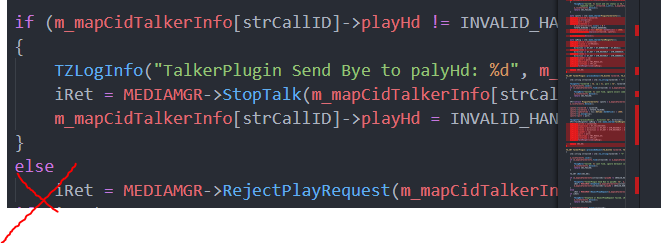 if (m_mapCidTalkerInfo[strCallID]->playHd != INVALID_HAN
{
TZLogInfo("TalkerPlugin Send Bye to palyHd: %d", m_
iRet = MEDIAMGR->StopTalk(m_mapCidTalkerInfo[strCal
m_mapCidTalkerInfo[strCallID]->playHd = INVALID_HAN
}
else
iRet = MEDIAMGR->RejectPlayRequest(m_mapCidTalkerIn